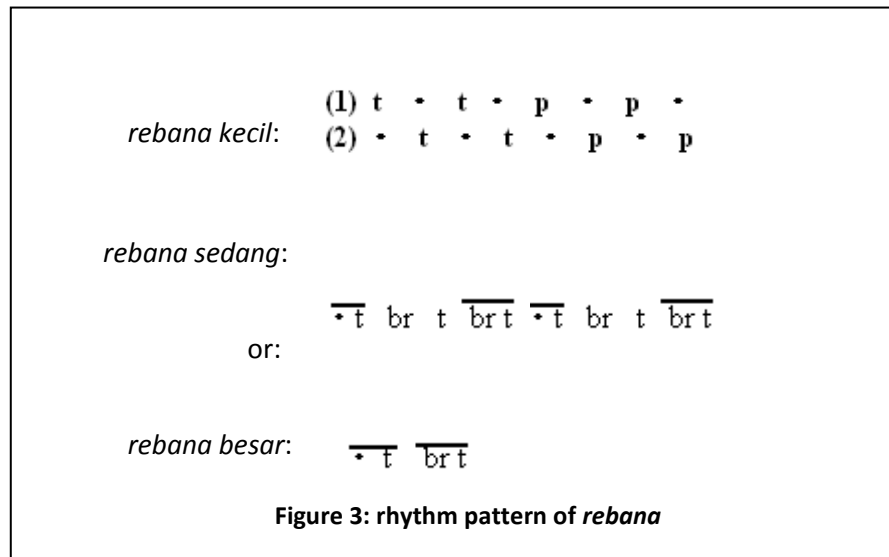 (1) t • t • p • p •
rebana kecil: (2) • t • t • p • p
rebana sedang:
• t br t br t • t br t br t
or:
rebana besar: • t br t
Figure 3: rhythm pattern of rebana